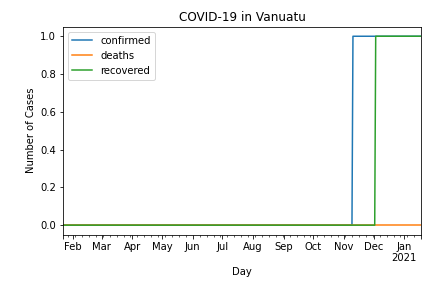 COVID-19 in Vanuatu
confirmed
deaths
recovered
Number of Cases
1.0
0.8
0.6
0.4
0.2
0.0
Feb Mar Apr May Jun Jul Aug Sep Oct Nov Dec Jan
2021
Day